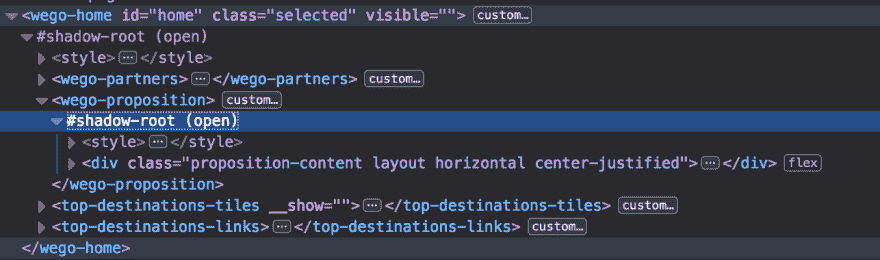 <wego-home id="home" class="selected" visible=""> custom…
#shadow-root (open)
<style> … </style>
<wego-partners> … </wego-partners> custom…
<wego-proposition> custom…
#shadow-root (open)
<style> … </style>
<div class="proposition-content layout horizontal center-justified"> … </div> flex
</wego-proposition>
<top-destinations-tiles __show=""> … </top-destinations-tiles> custom…
<top-destinations-links> … </top-destinations-links> custom…
</wego-home>